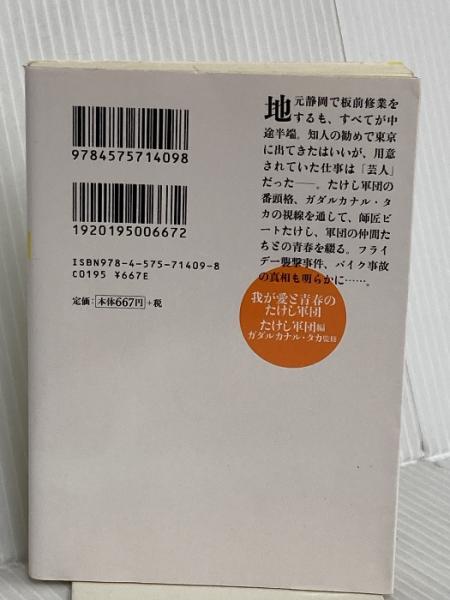 9784575714098
1920195006672
ISBN978-4-575-71409-8
C0195 ¥667E
定価:本体667円+税
地元静岡で板前修業を
するも、すべてが中
途半端。知人の勧めで東京
に出てきたはいいが、用意
されていた仕事は「芸人」
だった――。たけし軍団の
番頭格、ガダルカナル・タ
カの視線を通して、師匠ビ
ートたけし、軍団の仲間た
ちとの青春を綴る。フライ
デー襲撃事件、バイク事故
の真相も明らかに……。
我が愛と青春の
たけし軍団
たけし軍団編
ガダルカナル・タカ監修